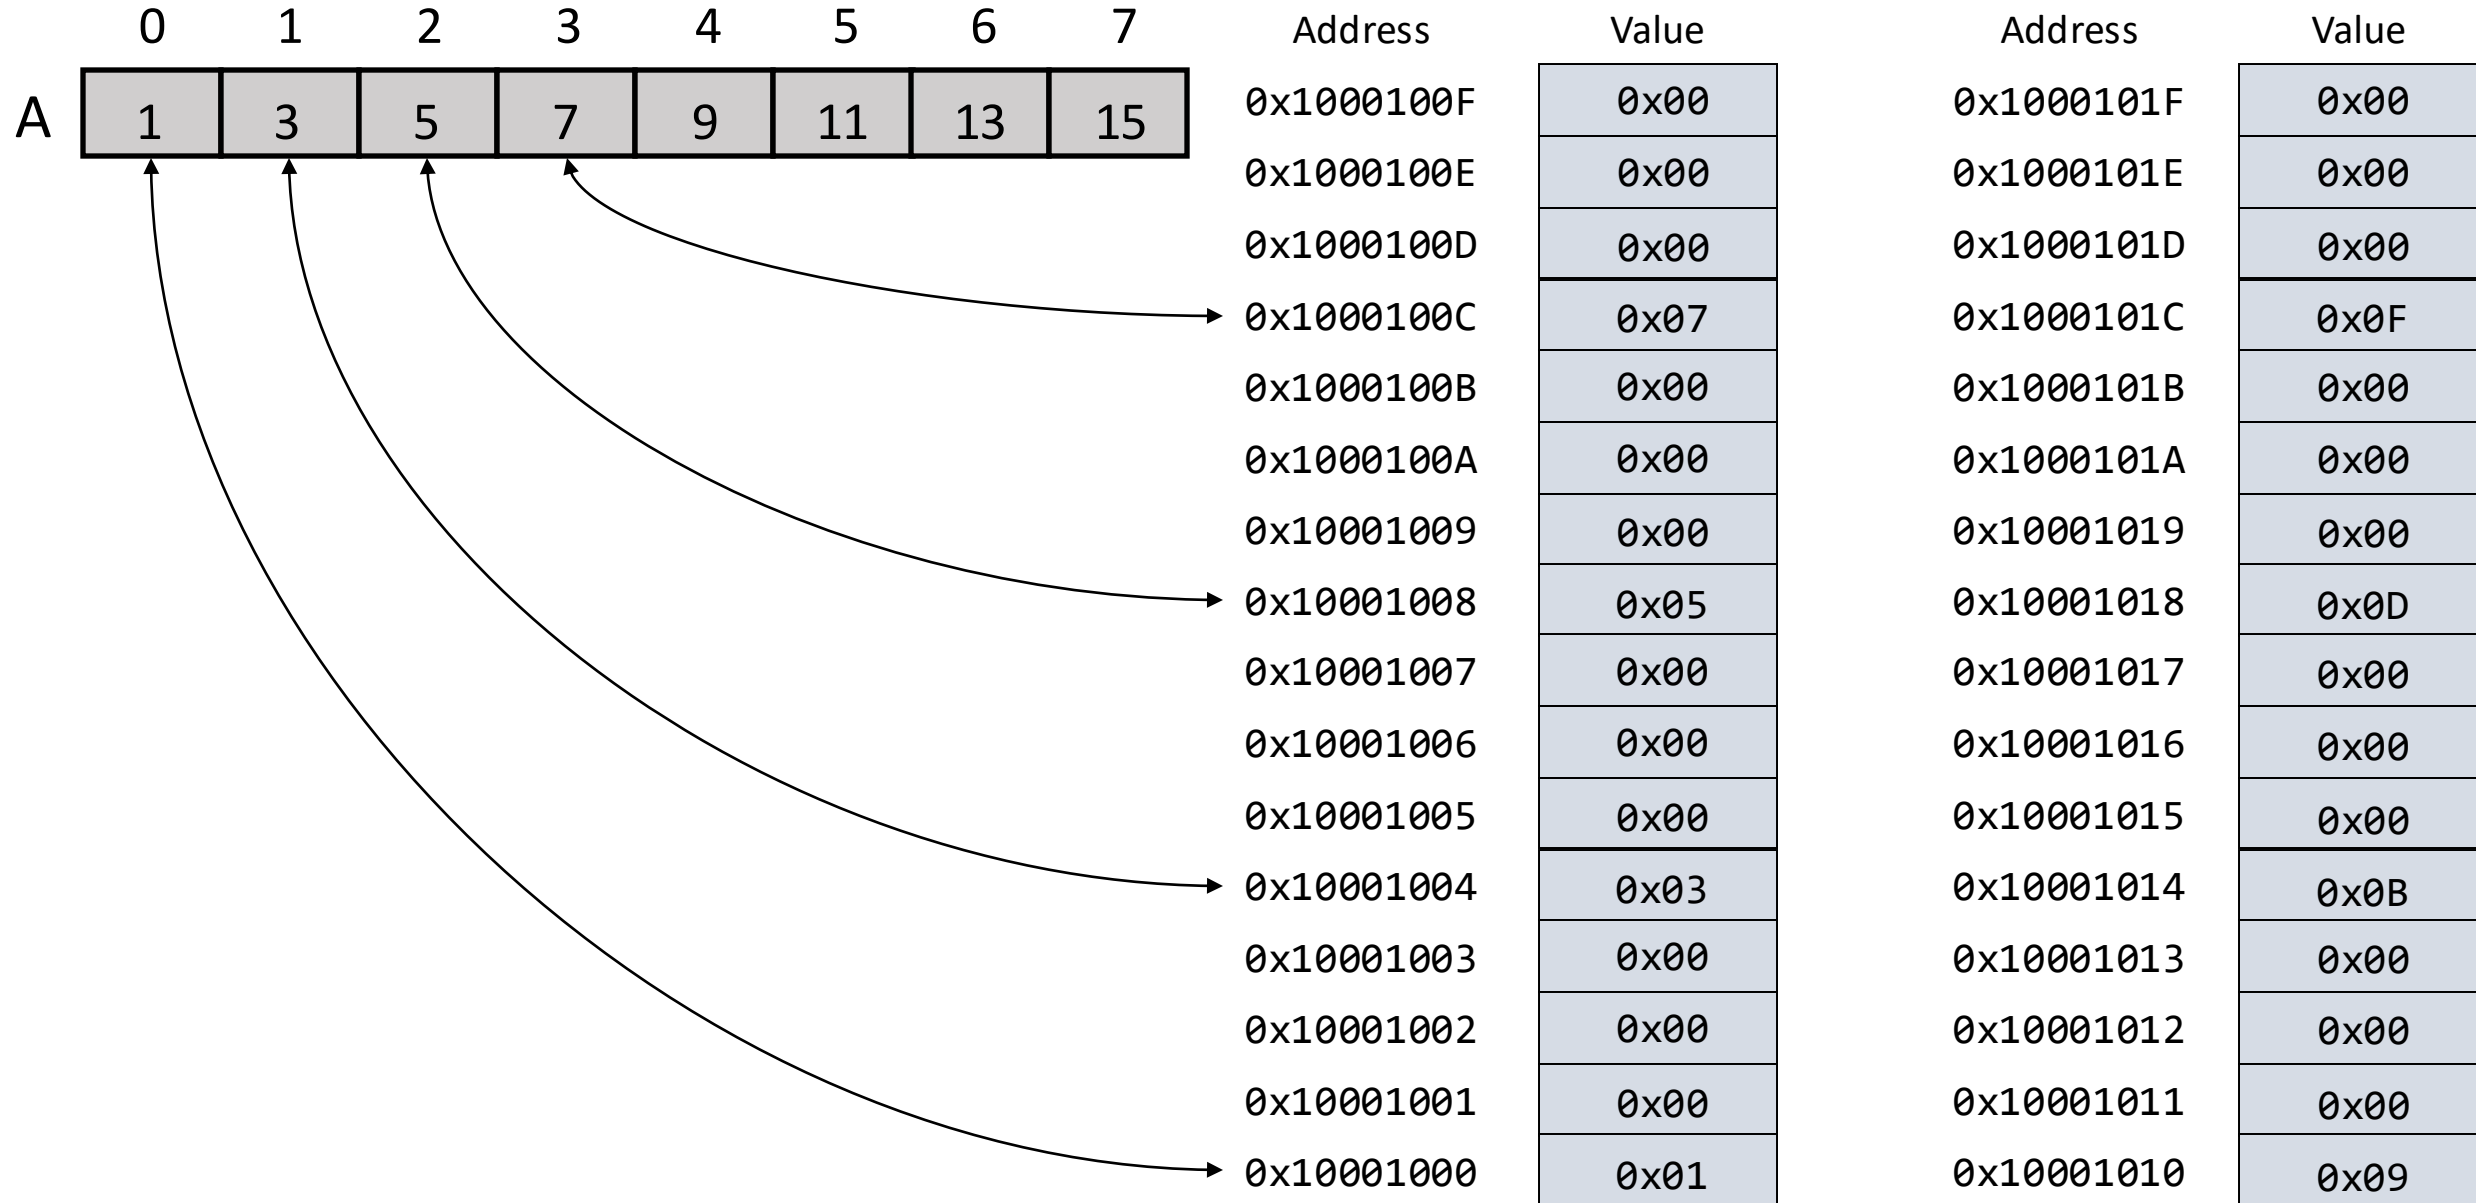 0 1 2 3 4 5 6 7
A 1 3 5 7 9 11 13 15
Address Value Address Value
0x1000100F 0x00 0x1000101F 0x00
0x1000100E 0x00 0x1000101E 0x00
0x1000100D 0x00 0x1000101D 0x00
0x1000100C 0x07 0x1000101C 0x0F
0x1000100B 0x00 0x1000101B 0x00
0x1000100A 0x00 0x1000101A 0x00
0x10001009 0x00 0x10001019 0x00
0x10001008 0x05 0x10001018 0x0D
0x10001007 0x00 0x10001017 0x00
0x10001006 0x00 0x10001016 0x00
0x10001005 0x00 0x10001015 0x00
0x10001004 0x03 0x10001014 0x0B
0x10001003 0x00 0x10001013 0x00
0x10001002 0x00 0x10001012 0x00
0x10001001 0x00 0x10001011 0x00
0x10001000 0x01 0x10001010 0x09